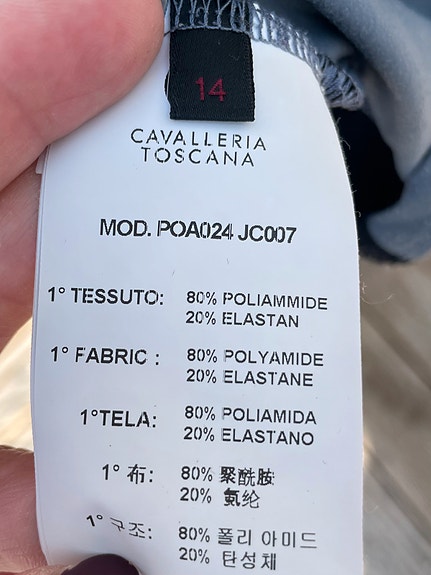 14
CAVALLERIA
TOSCANA
MOD. POA024 JC007
1° TESSUTO: 80% POLIAMMIDE
20% ELASTAN
1° FABRIC : 80% POLYAMIDE
20% ELASTANE
1°TELA: 80% POLIAMIDA
20% ELASTANO
1° 布: 80% 聚酰胺
20% 氨纶
1° 구조: 80% 폴리 아미드
20% 탄성체